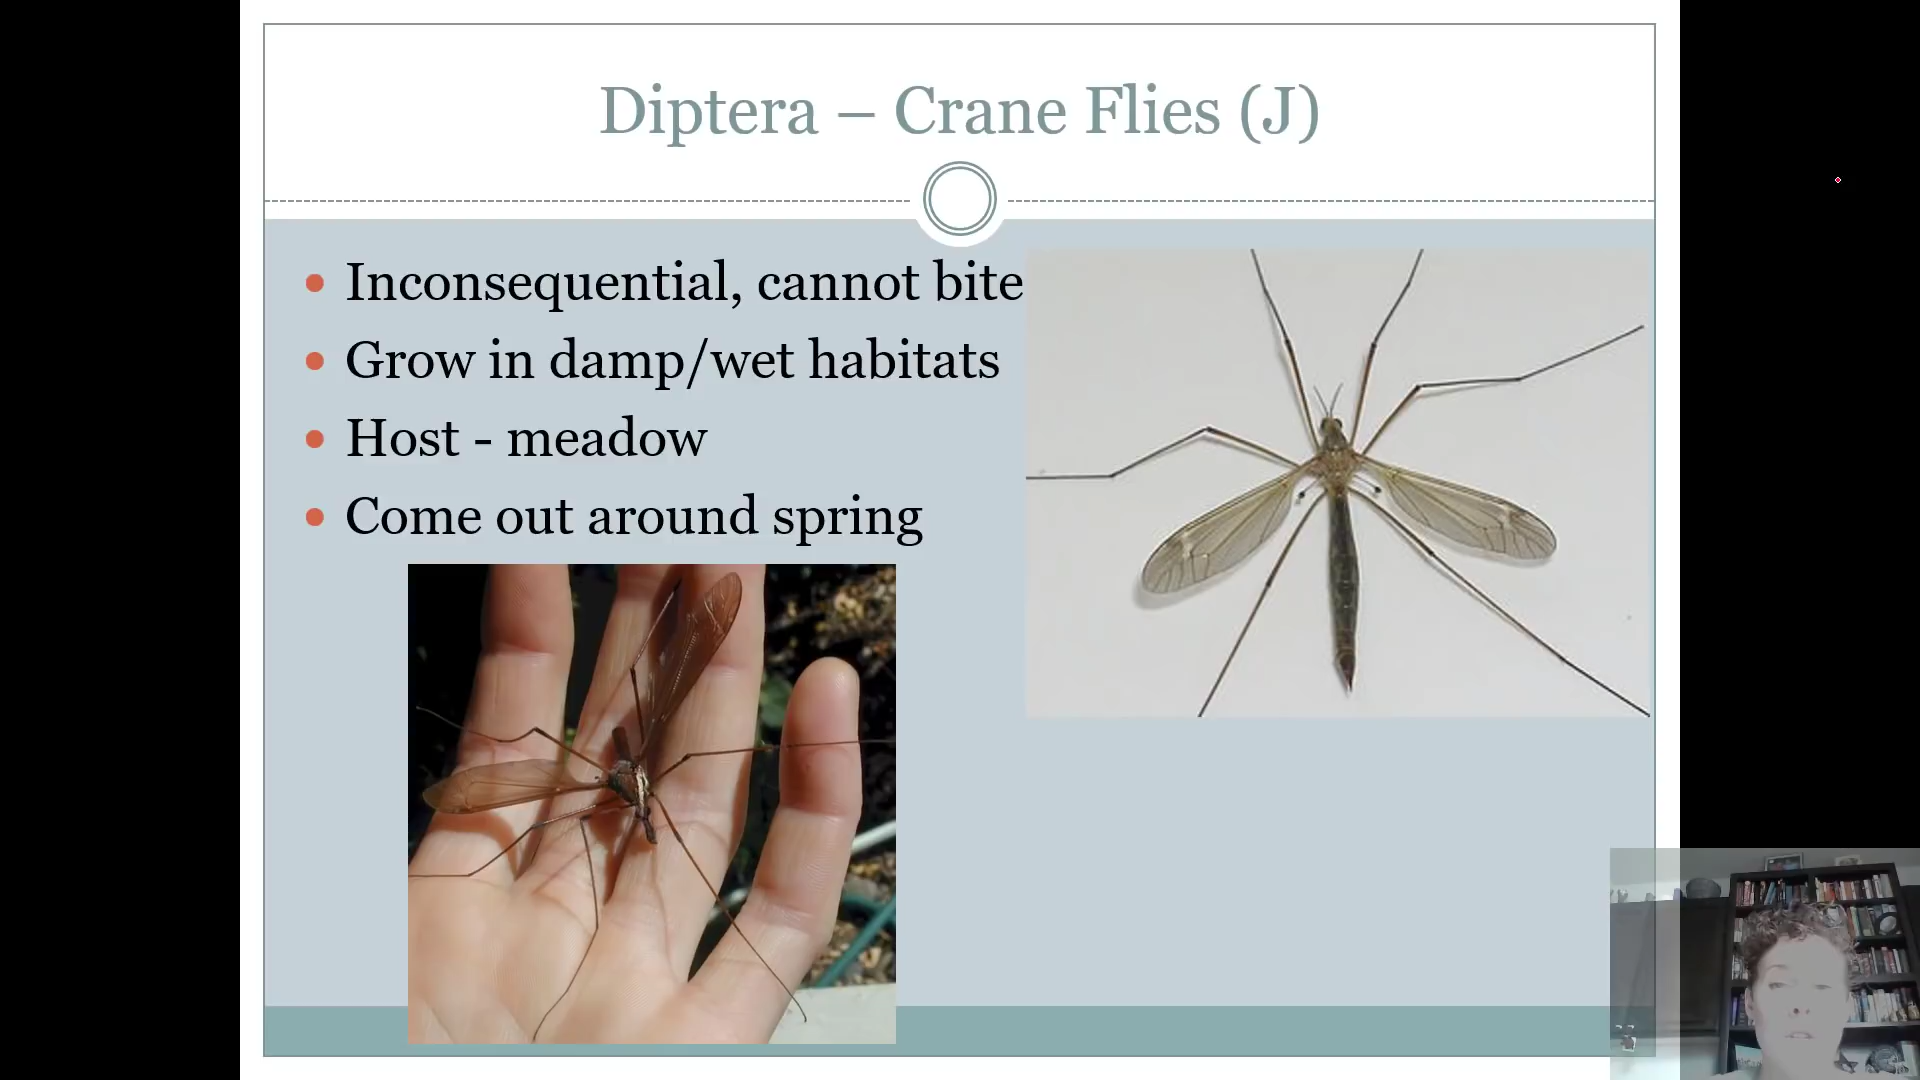 Diptera – Crane Flies (J)
Inconsequential, cannot bite
Grow in damp/wet habitats
Host - meadow
Come out around spring